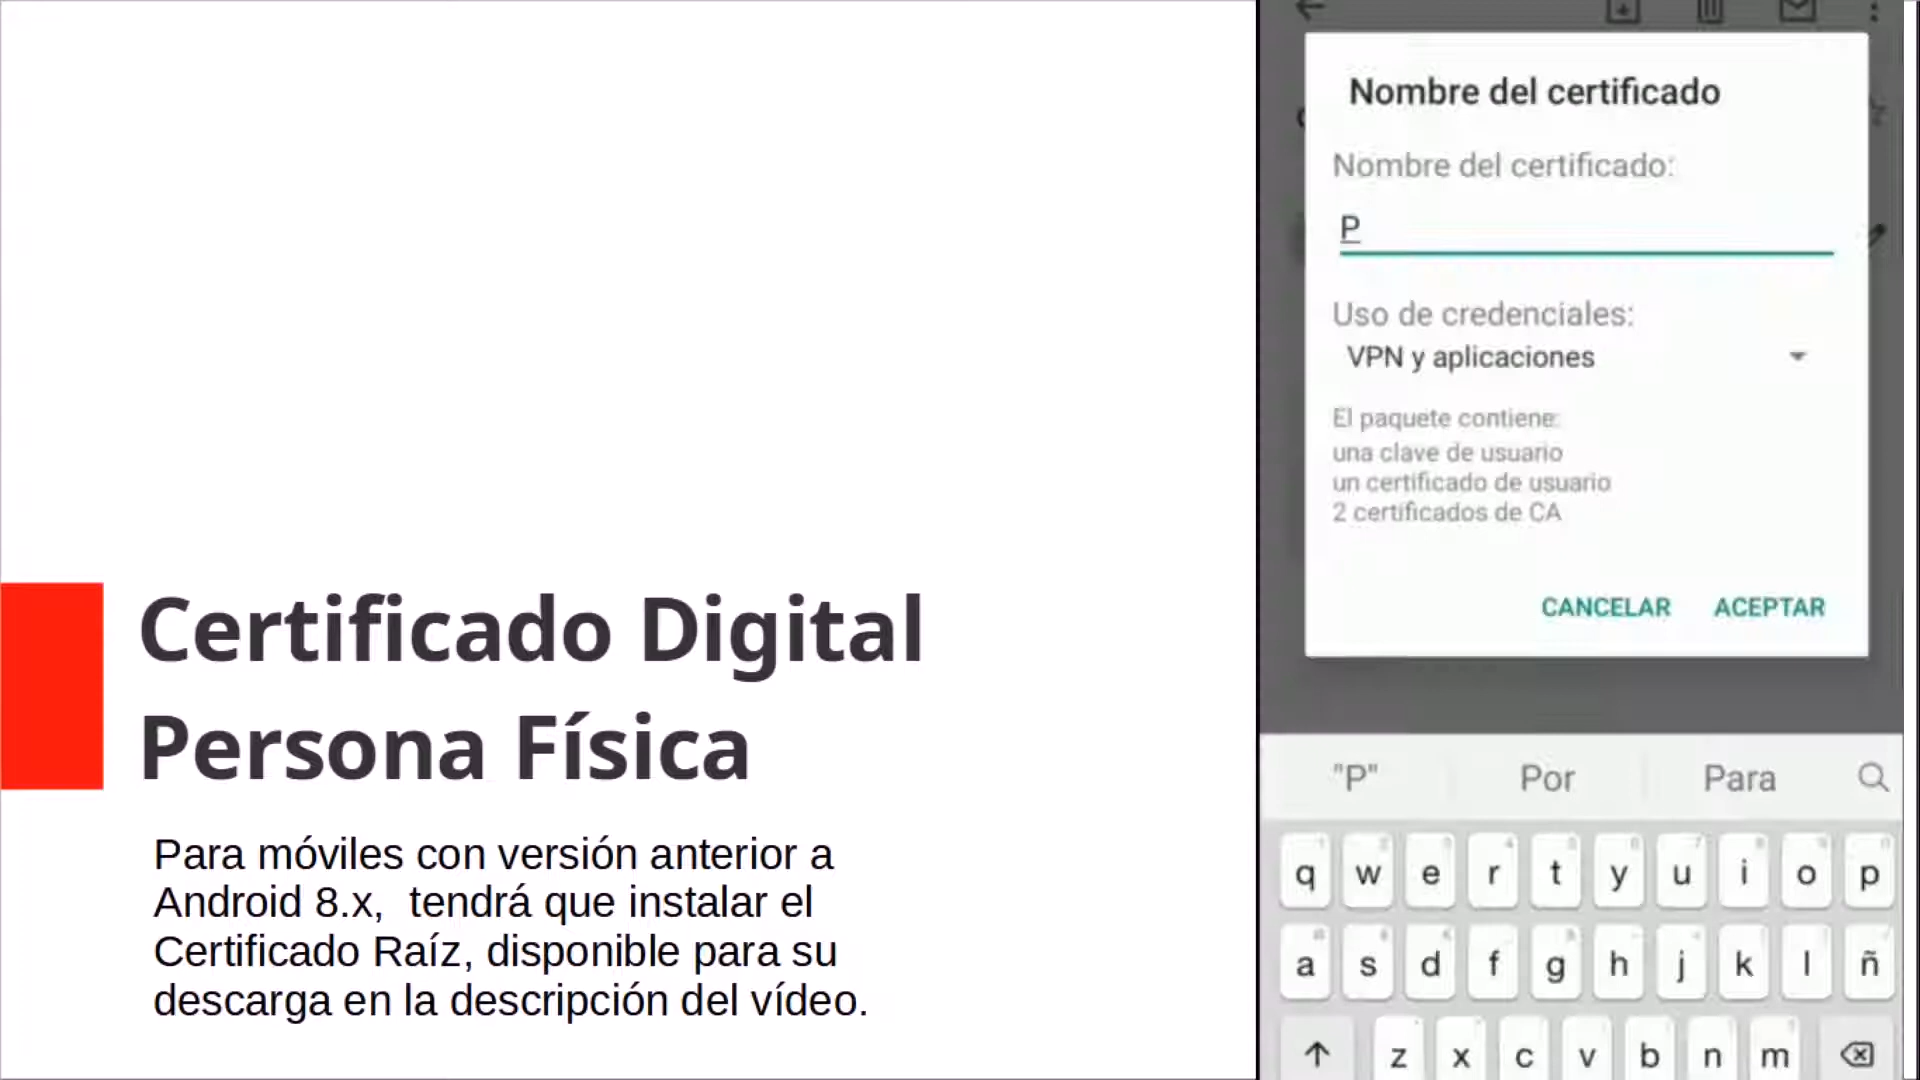 Certificado Digital
Persona Física
Para móviles con versión anterior a
Android 8.x,  tendrá que instalar el
Certificado Raíz, disponible para su
descarga en la descripción del vídeo.
Nombre del certificado
Nombre del certificado:
P
Uso de credenciales:
VPN y aplicaciones
El paquete contiene:
una clave de usuario
un certificado de usuario
2 certificados de CA
CANCELAR ACEPTAR
"P" Por Para
q w e r t y u i o p
a s d f g h j k l ñ
z x c v b n m